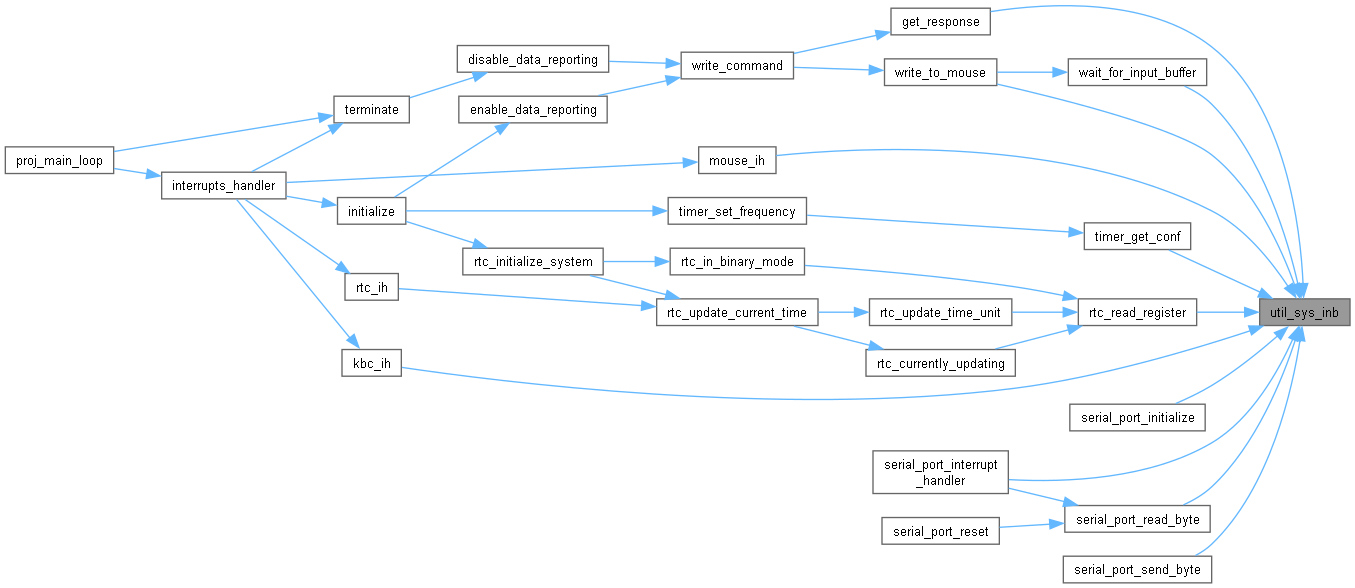 get_response
disable_data_reporting
write_command
write_to_mouse
wait_for_input_buffer
terminate
enable_data_reporting
proj_main_loop
mouse_ih
interrupts_handler
initialize
timer_set_frequency
timer_get_conf
rtc_initialize_system
rtc_in_binary_mode
rtc_ih
rtc_update_current_time
rtc_update_time_unit
rtc_read_register
util_sys_inb
kbc_ih
rtc_currently_updating
serial_port_initialize
serial_port_interrupt
_handler
serial_port_read_byte
serial_port_reset
serial_port_send_byte